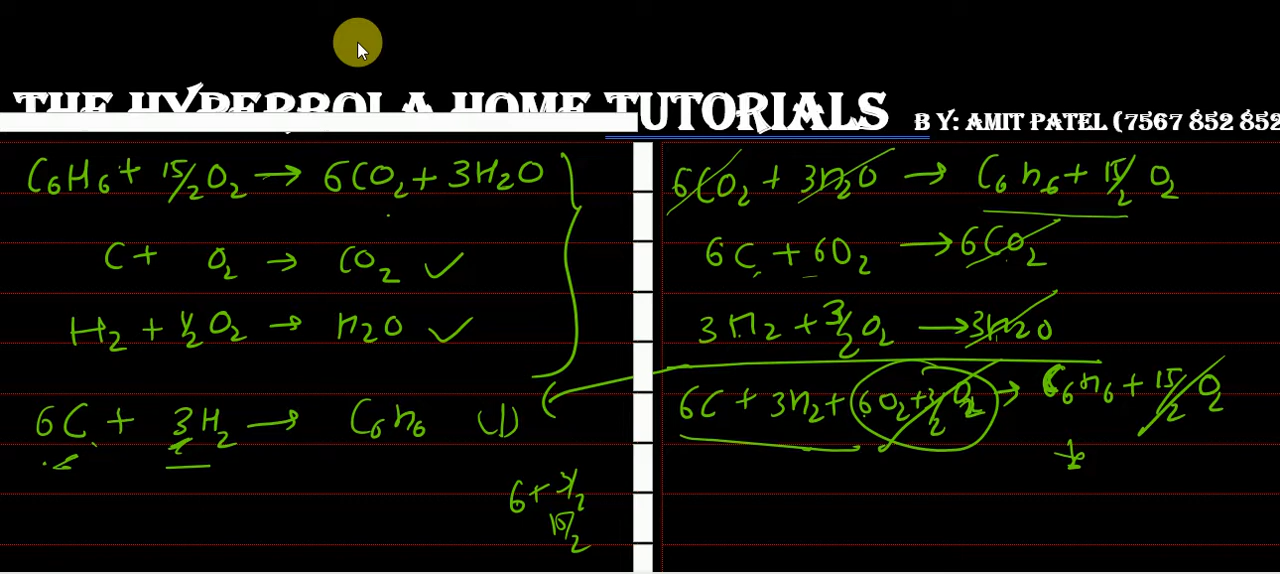 THE HYPERBOLA HOME TUTORIALS BY: AMIT PATEL (7567 852 852
C6H6 + 15/2 O2 → 6CO2 + 3H2O
C + O2 → CO2 ✓
H2 + 1/2 O2 → H2O ✓
6C + 3H2 → C6H6 (l)
6 + 3/2
15/2
6CO2 + 3H2O → C6H6 + 15/2 O2
6C + 6O2 → 6CO2
3H2 + 3/2 O2 → 3H2O
6C + 3H2 + 6O2 + 3/2 O2 → C6H6 + 15/2 O2